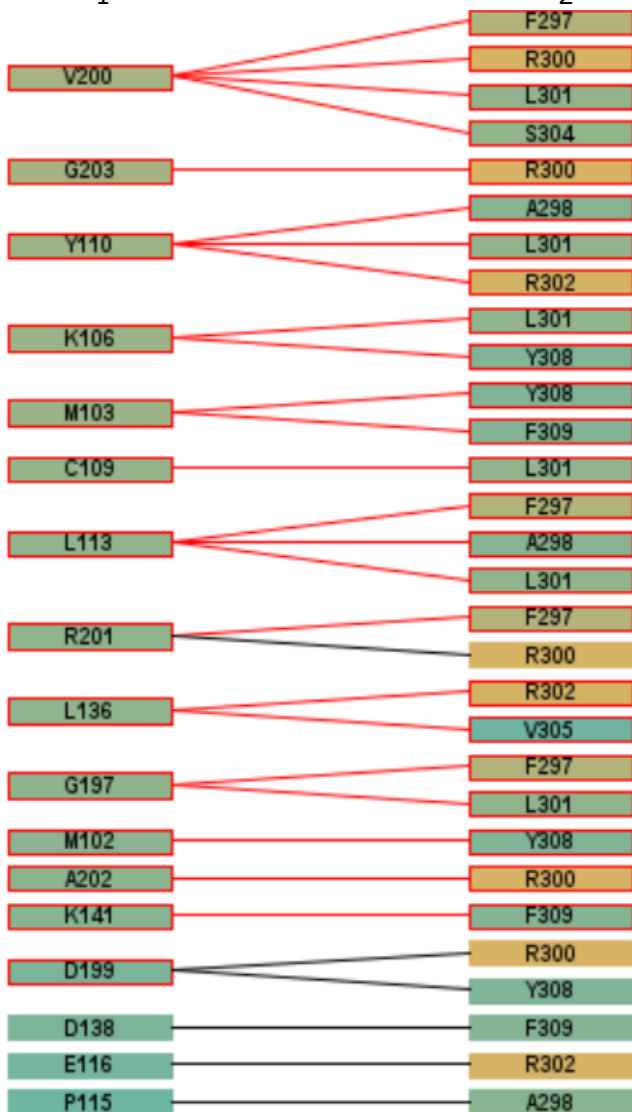 1 2
F297
V200 R300
L301
S304
G203 R300
A298
Y110 L301
R302
K106 L301
Y308
M103 Y308
F309
C109 L301
F297
L113 A298
L301
R201 F297
R300
L136 R302
V305
G197 F297
L301
M102 Y308
A202 R300
K141 F309
D199 R300
Y308
D138 F309
E116 R302
P115 A298